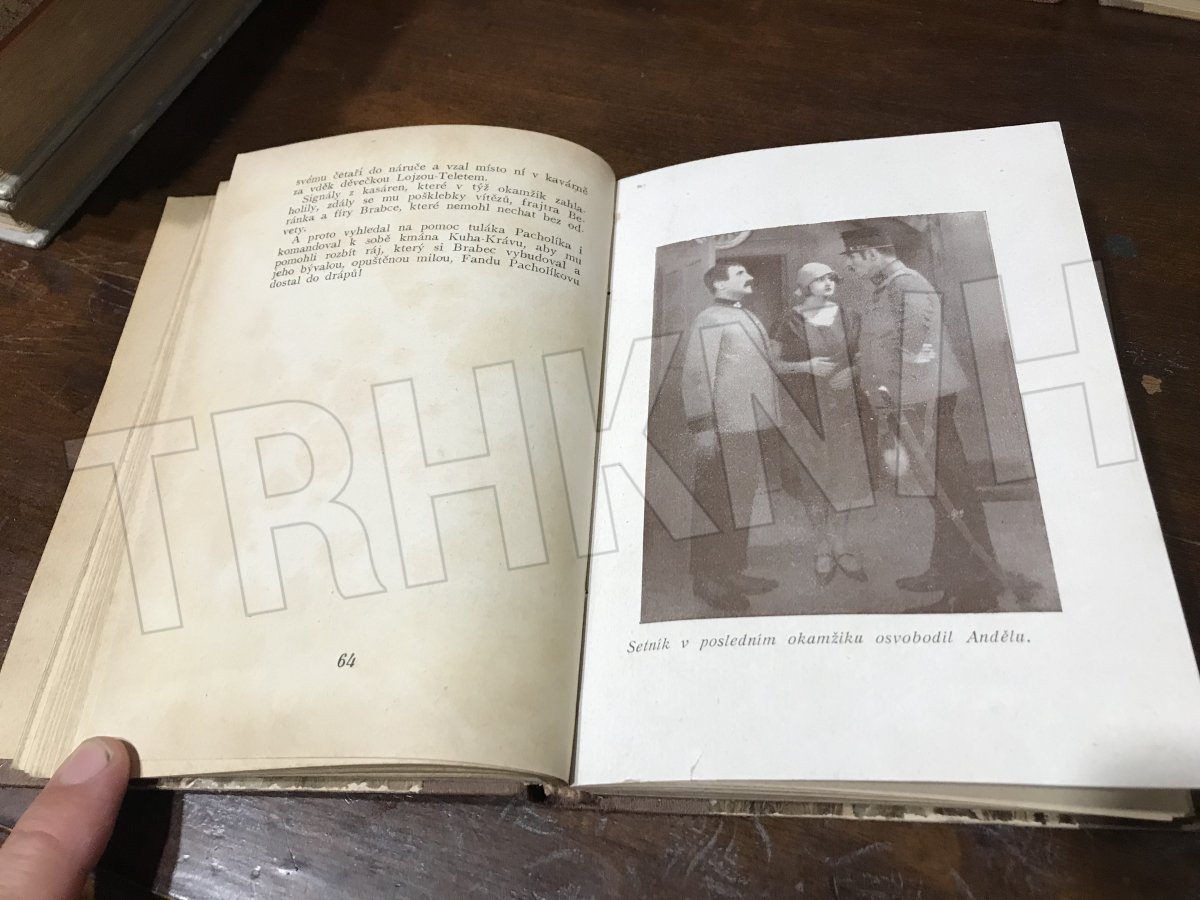 svému četaři do náruče a vzal místo ní v kavárně
za vděk děvečkou Lojzou-Teletem.
Signály z kasáren, které v týž okamžik zahla-
holily, zdály se mu pošklebky vítězů, frajtra Be-
ránka a fíry Brabce, které nemohl nechat bez od-
vety.
A proto vyhledal na pomoc tuláka Pacholíka i
komandoval k sobě kmána Kuha-Krávu, aby mu
pomohli rozbít ráj, který si Brabec vybudoval a
jeho bývalou, opuštěnou milou, Fandu Pacholíkovu
dostal do drápů!
64
Setník v posledním okamžiku osvobodil Andělu.
TRHKNIH